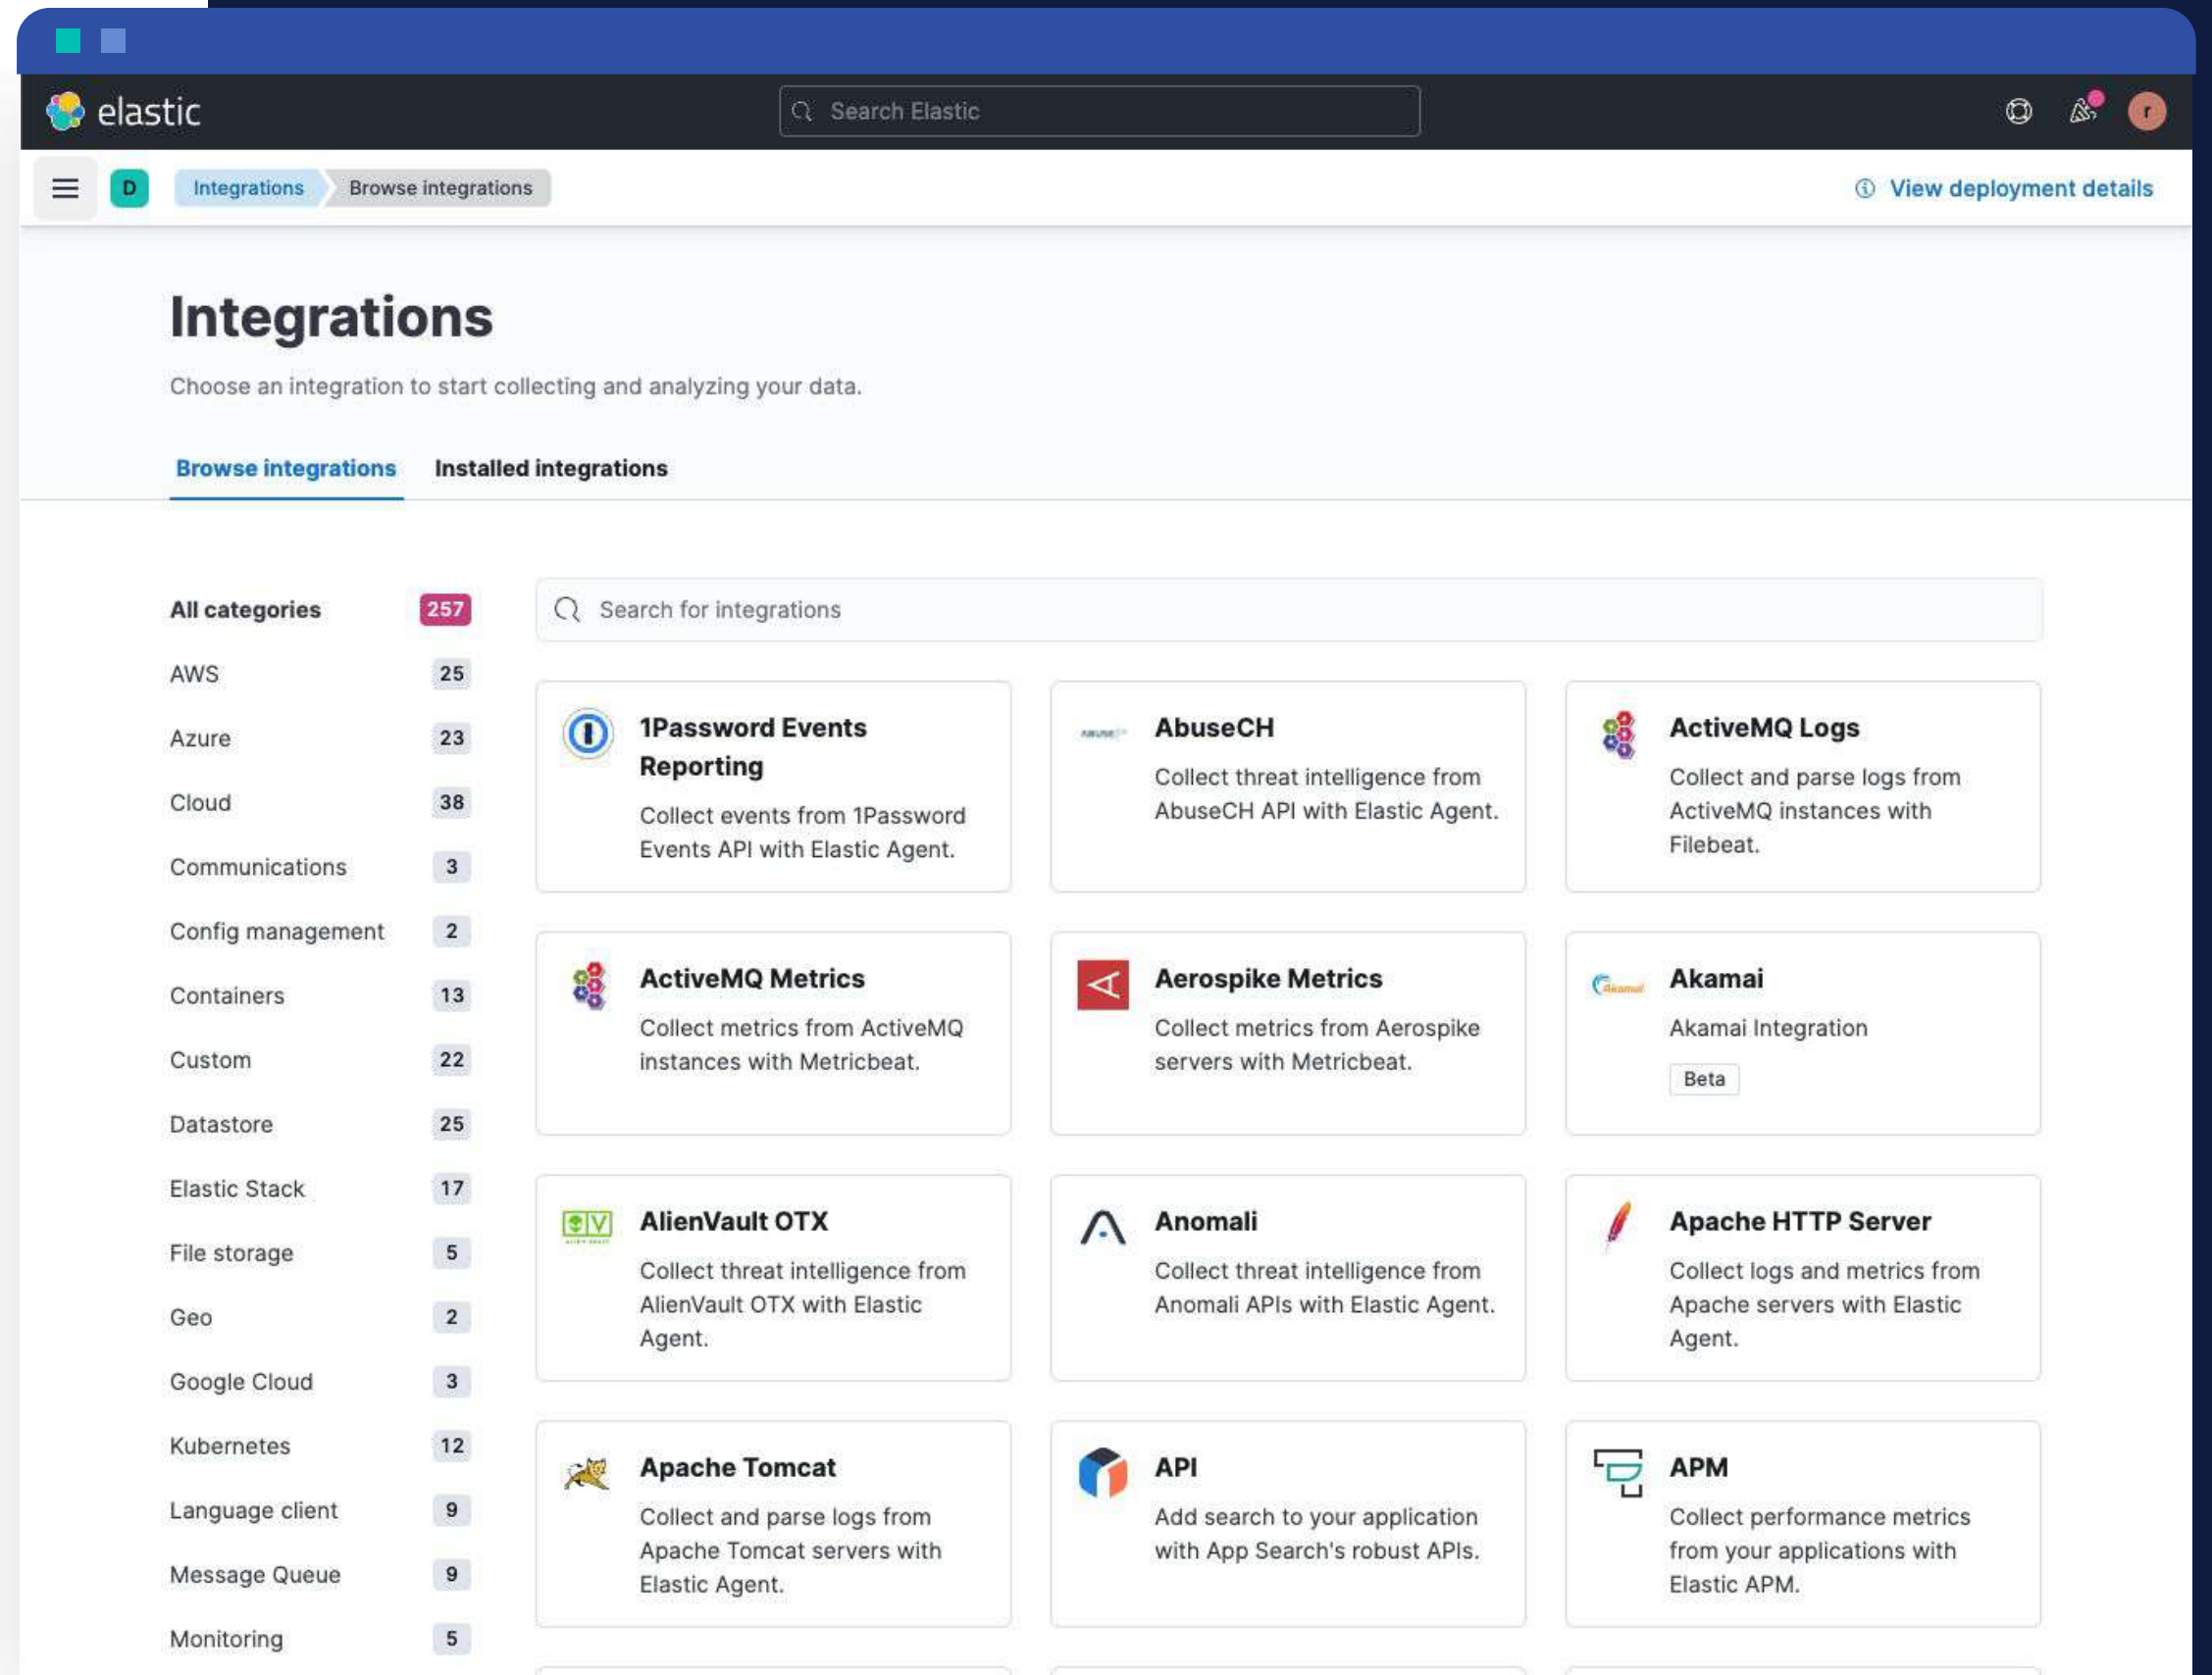 elastic
Search Elastic
r
D
Integrations
Browse integrations
View deployment details
Integrations
Choose an integration to start collecting and analyzing your data.
Browse integrations
Installed integrations
All categories 257
AWS 25
Azure 23
Cloud 38
Communications 3
Config management 2
Containers 13
Custom 22
Datastore 25
Elastic Stack 17
File storage 5
Geo 2
Google Cloud 3
Kubernetes 12
Language client 9
Message Queue 9
Monitoring 5
Search for integrations
1Password Events
Reporting
Collect events from 1Password
Events API with Elastic Agent.
AbuseCH
Collect threat intelligence from
AbuseCH API with Elastic Agent.
ActiveMQ Logs
Collect and parse logs from
ActiveMQ instances with
Filebeat.
ActiveMQ Metrics
Collect metrics from ActiveMQ
instances with Metricbeat.
Aerospike Metrics
Collect metrics from Aerospike
servers with Metricbeat.
Akamai
Akamai
Akamai Integration
Beta
AlienVault OTX
Collect threat intelligence from
AlienVault OTX with Elastic
Agent.
Anomali
Collect threat intelligence from
Anomali APIs with Elastic Agent.
Apache HTTP Server
Collect logs and metrics from
Apache servers with Elastic
Agent.
Apache Tomcat
Collect and parse logs from
Apache Tomcat servers with
Elastic Agent.
API
Add search to your application
with App Search's robust APIs.
APM
Collect performance metrics
from your applications with
Elastic APM.